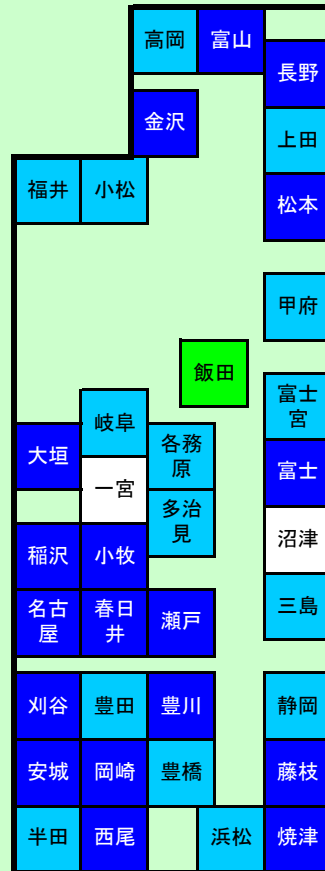 高岡 富山
長野
金沢
上田
福井 小松
松本
甲府
飯田
富士
宮
岐阜
大垣
各務
原
富士
一宮
多治
見
沼津
稲沢 小牧
名古
屋
春日
井
瀬戸
三島
刈谷 豊田 豊川 静岡
安城 岡崎 豊橋 藤枝
半田 西尾 浜松 焼津